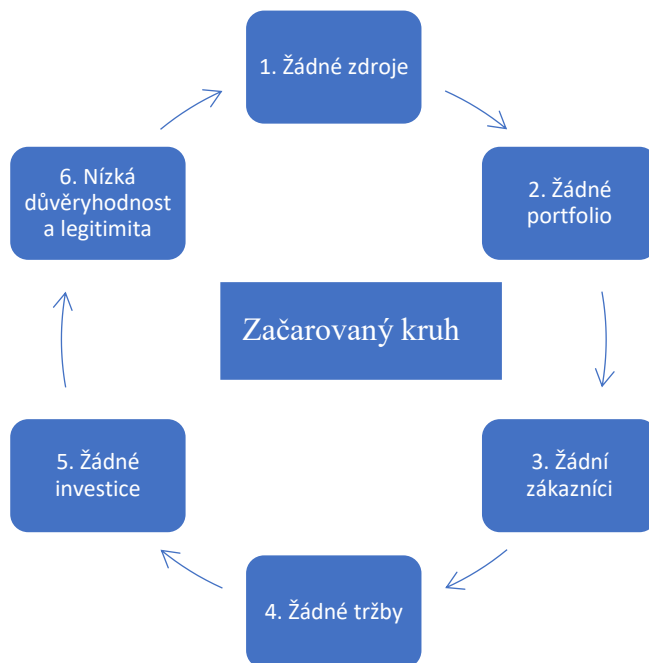 1. Žádné zdroje
2. Žádné
portfolio
3. Žádní
zákazníci
4. Žádné tržby
5. Žádné
investice
6. Nízká
důvěryhodnost
a legitimita
Začarovaný kruh